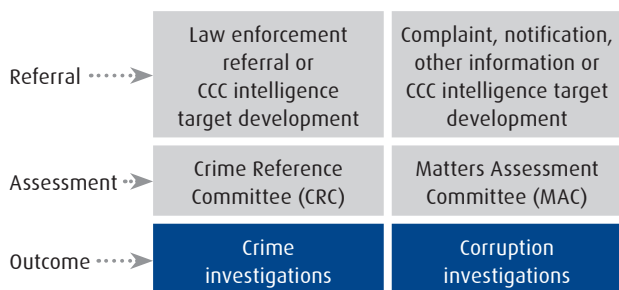 Referral
Law enforcement
referral or
CCC intelligence
target development
Complaint, notification,
other information or
CCC intelligence target
development
Assessment
Crime Reference
Committee (CRC)
Matters Assessment
Committee (MAC)
Outcome
Crime
investigations
Corruption
investigations